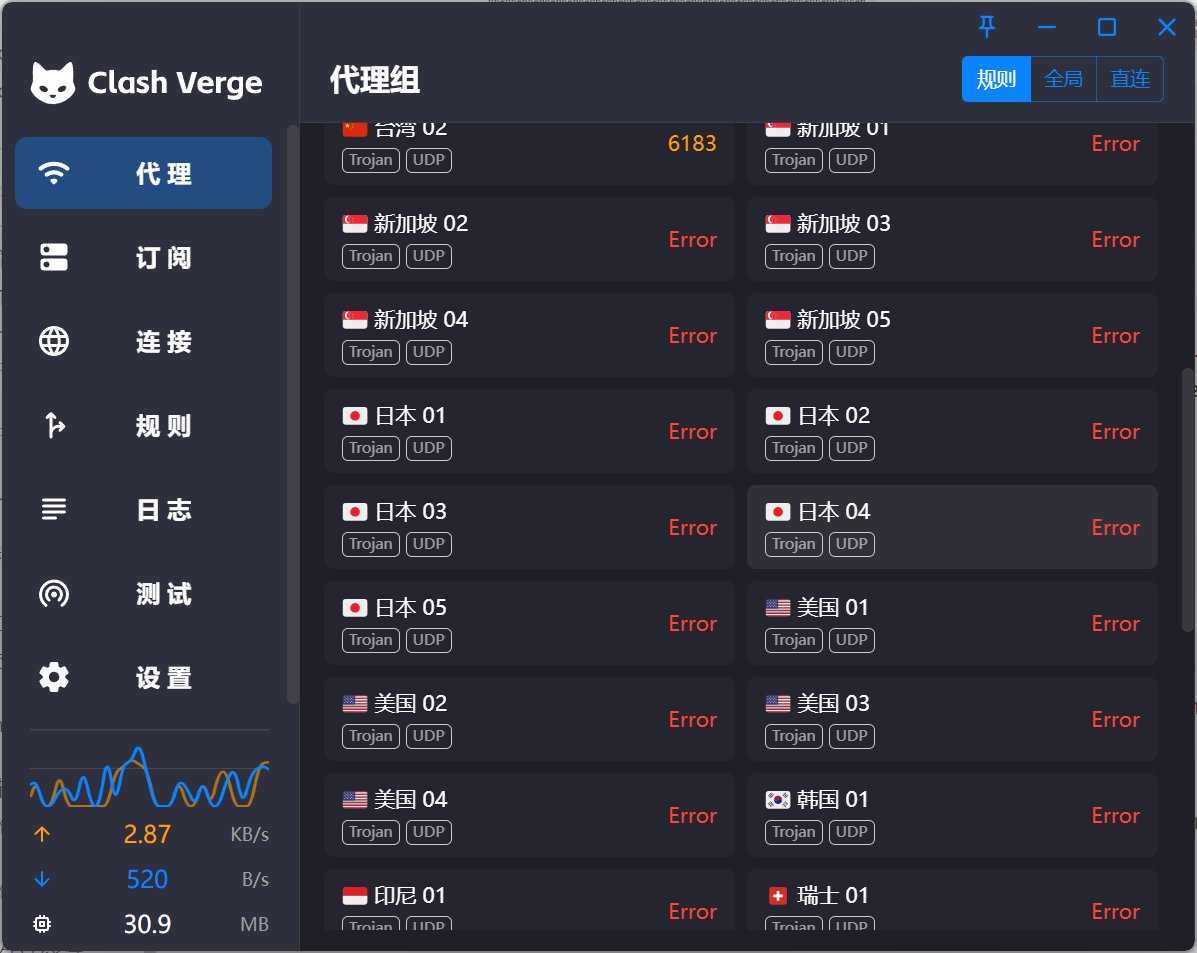 Clash Verge
代理组
规则 全局 直连
代理
订阅
连接
规则
日志
测试
设置
2.87 KB/s
520 B/s
30.9 MB
台湾 02
Trojan UDP
6183
新加坡 01
Trojan UDP
Error
新加坡 02
Trojan UDP
Error
新加坡 03
Trojan UDP
Error
新加坡 04
Trojan UDP
Error
新加坡 05
Trojan UDP
Error
日本 01
Trojan UDP
Error
日本 02
Trojan UDP
Error
日本 03
Trojan UDP
Error
日本 04
Trojan UDP
Error
日本 05
Trojan UDP
Error
美国 01
Trojan UDP
Error
美国 02
Trojan UDP
Error
美国 03
Trojan UDP
Error
美国 04
Trojan UDP
Error
韩国 01
Trojan UDP
Error
印尼 01
Trojan UDP
Error
瑞士 01
Trojan UDP
Error